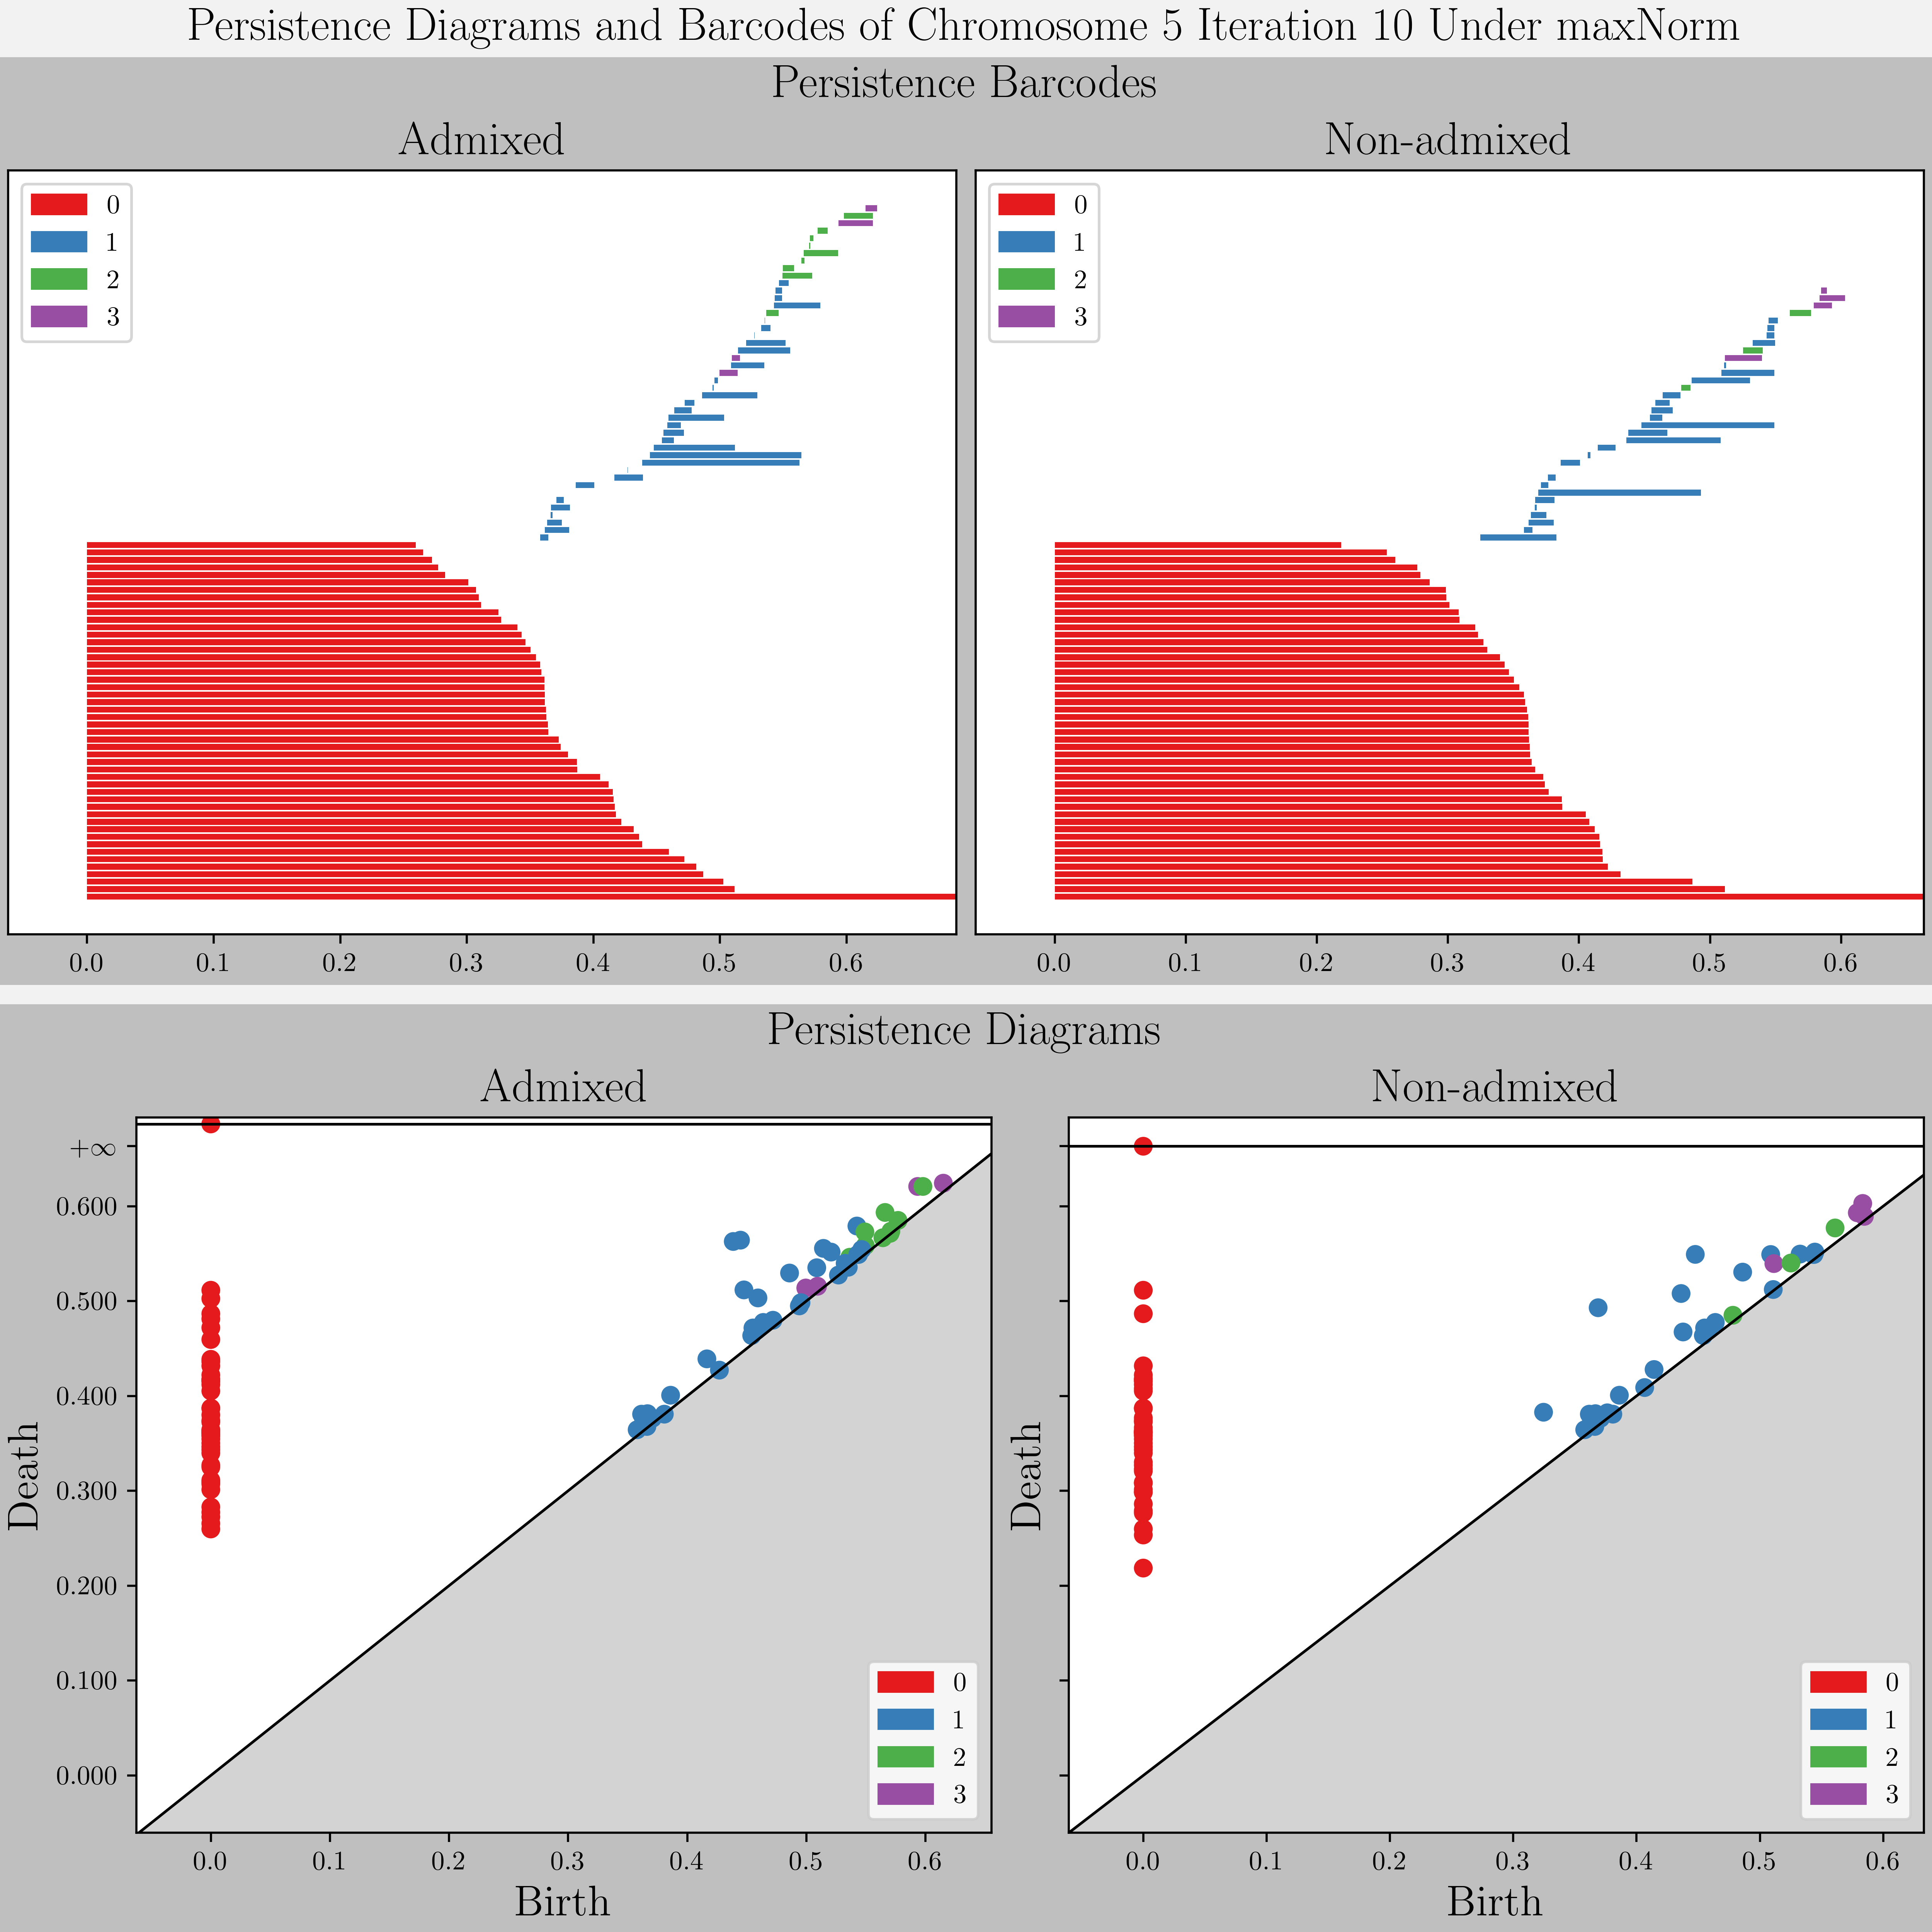 Persistence Diagrams and Barcodes of Chromosome 5 Iteration 10 Under maxNorm
Persistence Barcodes
Admixed
Non-admixed
0
1
2
3
0
1
2
3
0.0 0.1 0.2 0.3 0.4 0.5 0.6
0.0 0.1 0.2 0.3 0.4 0.5 0.6
Persistence Diagrams
Admixed
Non-admixed
+∞
0.600
0.500
0.400
0.300
0.200
0.100
0.000
Death
Death
0
1
2
3
0
1
2
3
0.0 0.1 0.2 0.3 0.4 0.5 0.6
0.0 0.1 0.2 0.3 0.4 0.5 0.6
Birth
Birth